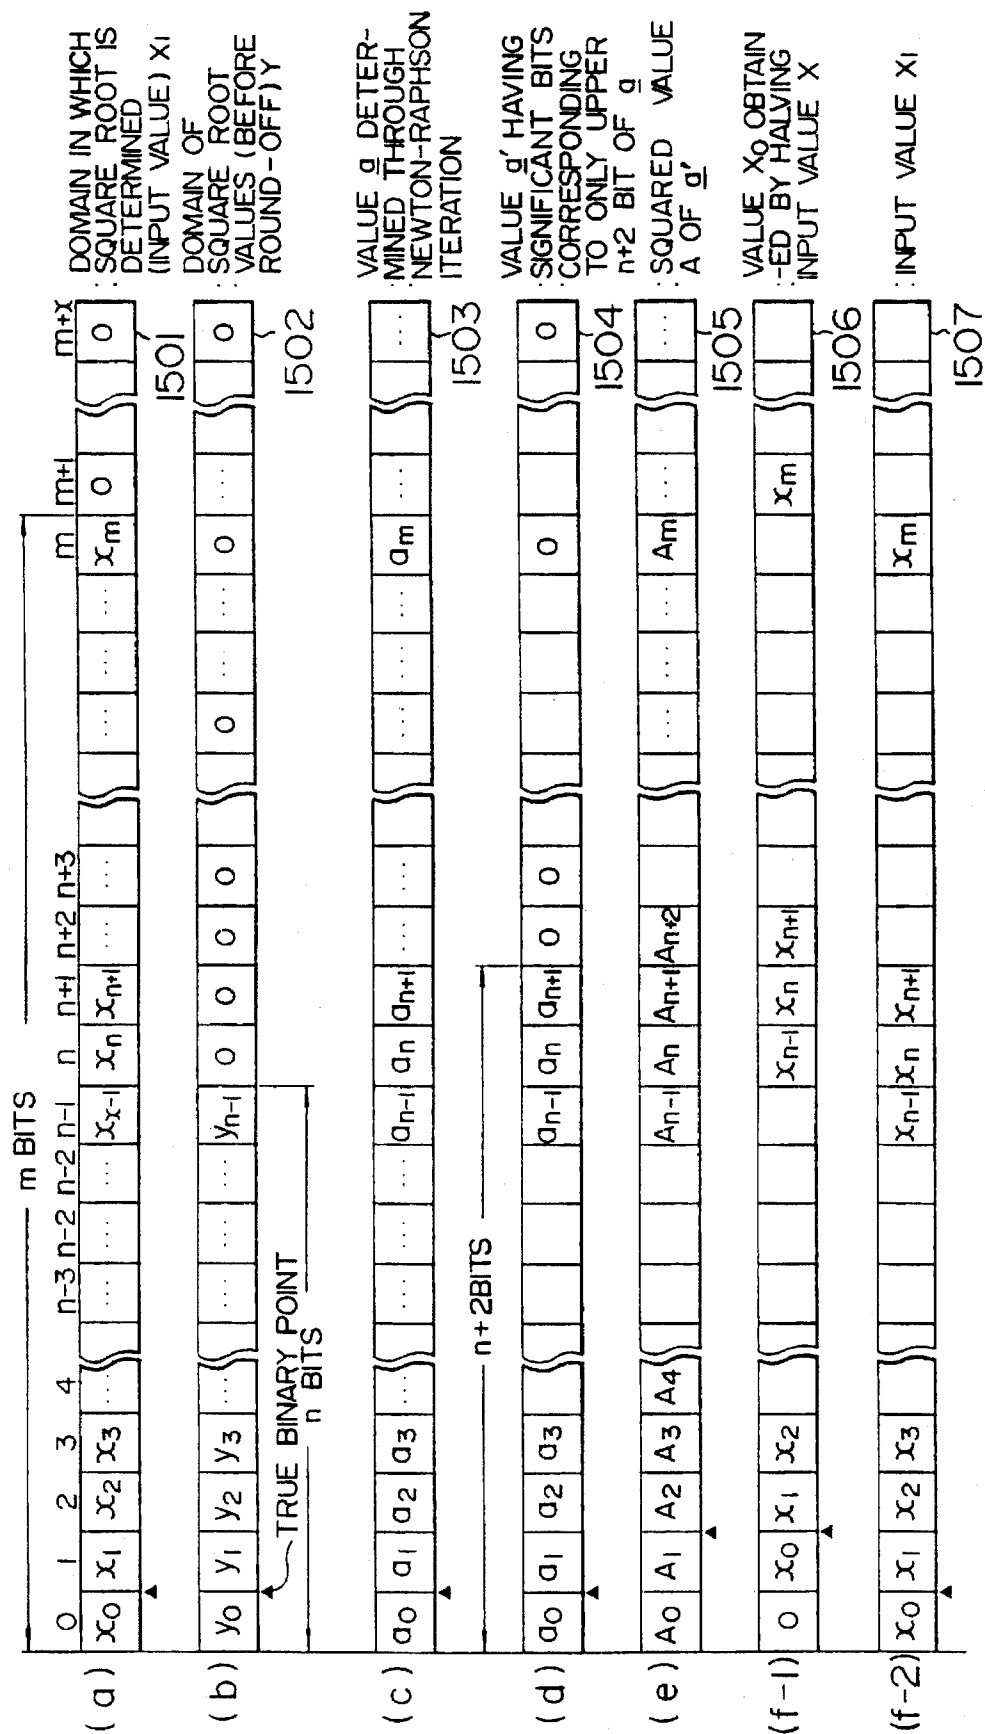 m BITS
0 1 2 3 4 n-3 n-2 n-2 n-1 n n+1 n+2 n+3 m m+1 m+x
(a) x0 x1 x2 x3 ···· ···· ···· ···· xx-1 xn xn+1 ···· ···· ···· ···· ···· xm 0 0 : DOMAIN IN WHICH
SQUARE ROOT IS
DETERMINED
(INPUT VALUE) X1
1501
(b) y0 y1 y2 y3 ···· ···· ···· ···· yn-1 0 0 0 0 0 ···· ···· 0 ···· 0 : DOMAIN OF
SQUARE ROOT
VALUES (BEFORE
ROUND-OFF) Y
1502
TRUE BINARY POINT
n BITS
(c) a0 a1 a2 a3 ···· ···· ···· ···· an-1 an an+1 ···· ···· ···· ···· ···· am ···· ···· : VALUE a DETER-
MINED THROUGH
NEWTON-RAPHSON
ITERATION
1503
n+2BITS
(d) a0 a1 a2 a3 an-1 an an+1 0 0 0 0 : VALUE a' HAVING
SIGNIFICANT BITS
CORRESPONDING
TO ONLY UPPER
n+2 BIT OF a
1504
(e) A0 A1 A2 A3 A4 An-1 An An+1 An+2 ···· ···· ···· Am ···· ···· : SQUARED VALUE
A OF a'
1505
(f-1) 0 x0 x1 x2 xn-1 xn xn+1 xm : VALUE X0 OBTAIN
-ED BY HALVING
INPUT VALUE X
1506
(f-2) x0 x1 x2 x3 xn-1 xn xn+1 xm : INPUT VALUE X1
1507